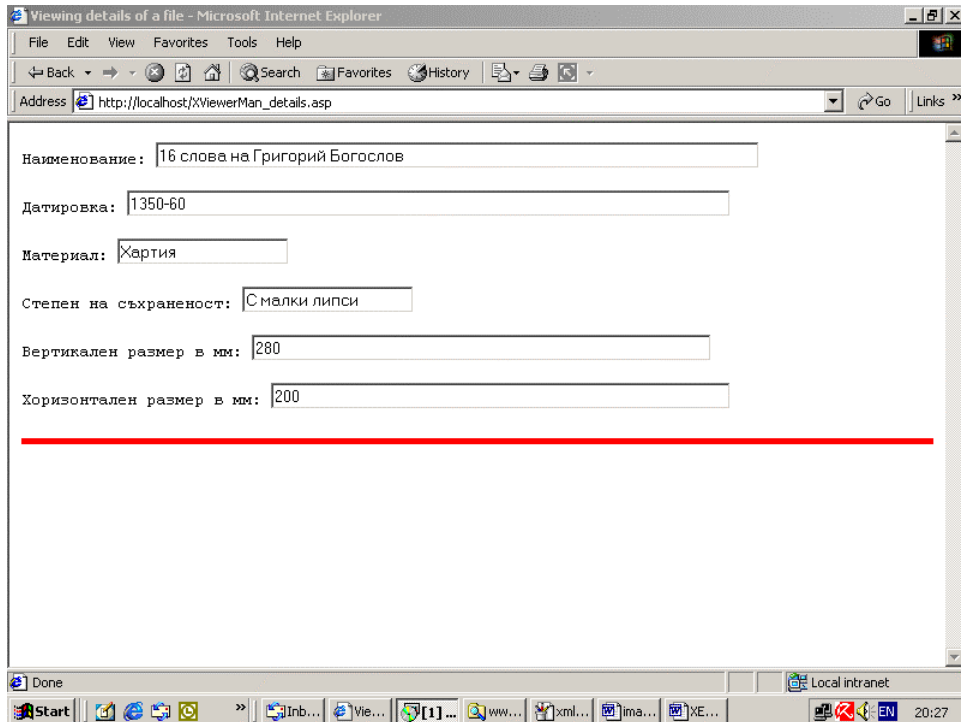 Viewing details of a file - Microsoft Internet Explorer
File Edit View Favorites Tools Help
Back Search Favorites History
Address http://localhost/XViewerMan_details.asp Go Links »
Наименование: 16 слова на Григорий Богослов
Датировка: 1350-60
Материал: Хартия
Степен на съхраненост: С малки липси
Вертикален размер в мм: 280
Хоризонтален размер в мм: 200
Done Local intranet
Start » Inb... Vie... [1] ... ww... xml... ima... XE... EN 20:27